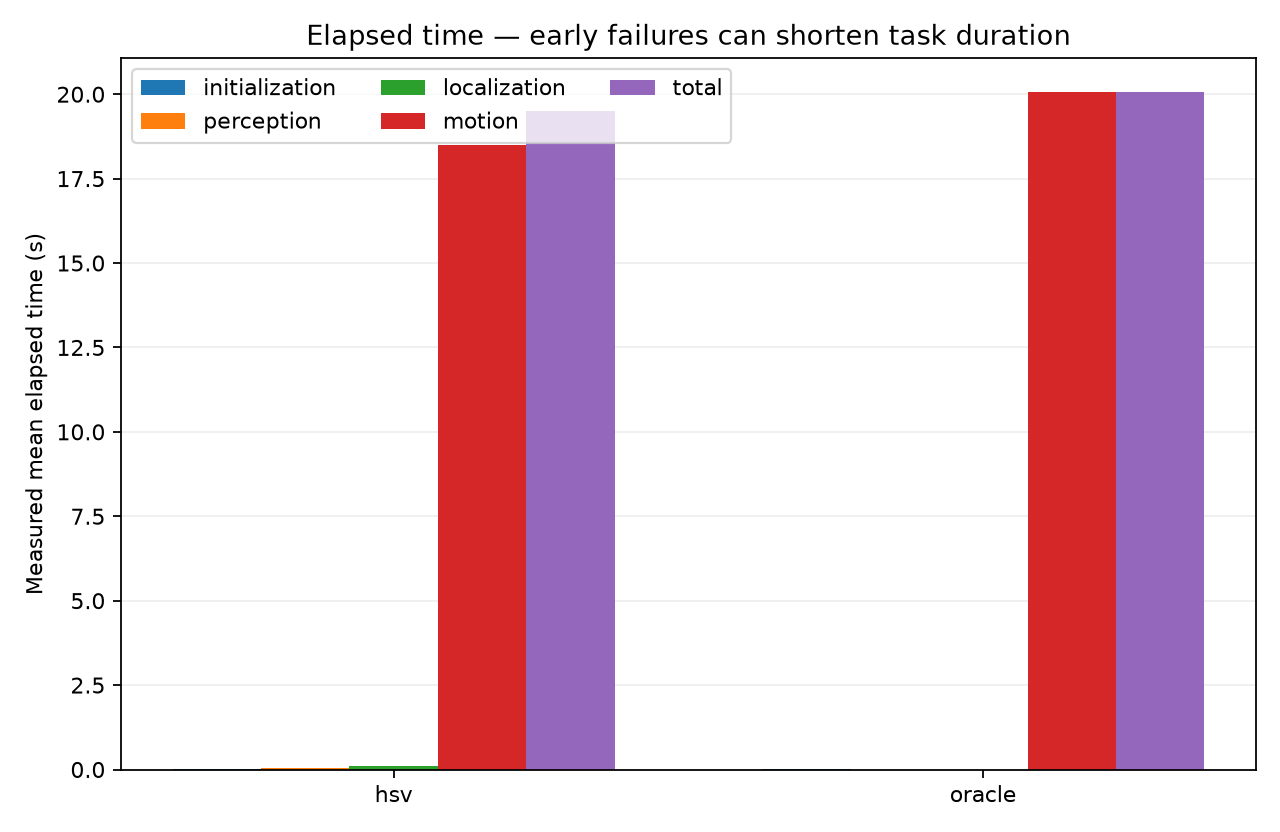 Elapsed time — early failures can shorten task duration
initialization
perception
localization
motion
total
Measured mean elapsed time (s)
20.0
17.5
15.0
12.5
10.0
7.5
5.0
2.5
0.0
hsv
oracle